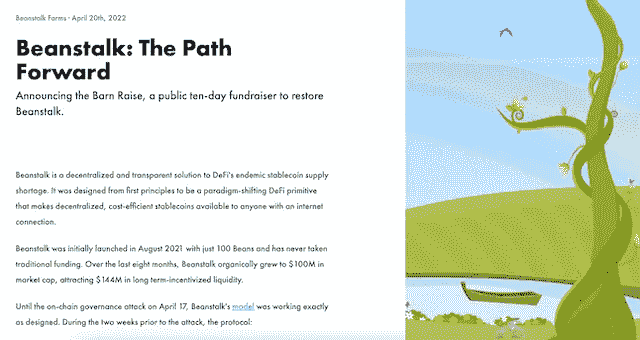 Beanstalk Farms · April 20th, 2022
Beanstalk: The Path
Forward
Announcing the Barn Raise, a public ten-day fundraiser to restore
Beanstalk.
Beanstalk is a decentralized and transparent solution to DeFi's endemic stablecoin supply
shortage. It was designed from first principles to be a paradigm-shifting DeFi primitive
that makes decentralized, cost-efficient stablecoins available to anyone with an internet
connection.
Beanstalk was initially launched in August 2021 with just 100 Beans and has never taken
traditional funding. Over the last eight months, Beanstalk organically grew to $100M in
market cap, attracting $144M in long term-incentivized liquidity.
Until the on-chain governance attack on April 17, Beanstalk's model was working exactly
as designed. During the two weeks prior to the attack, the protocol: